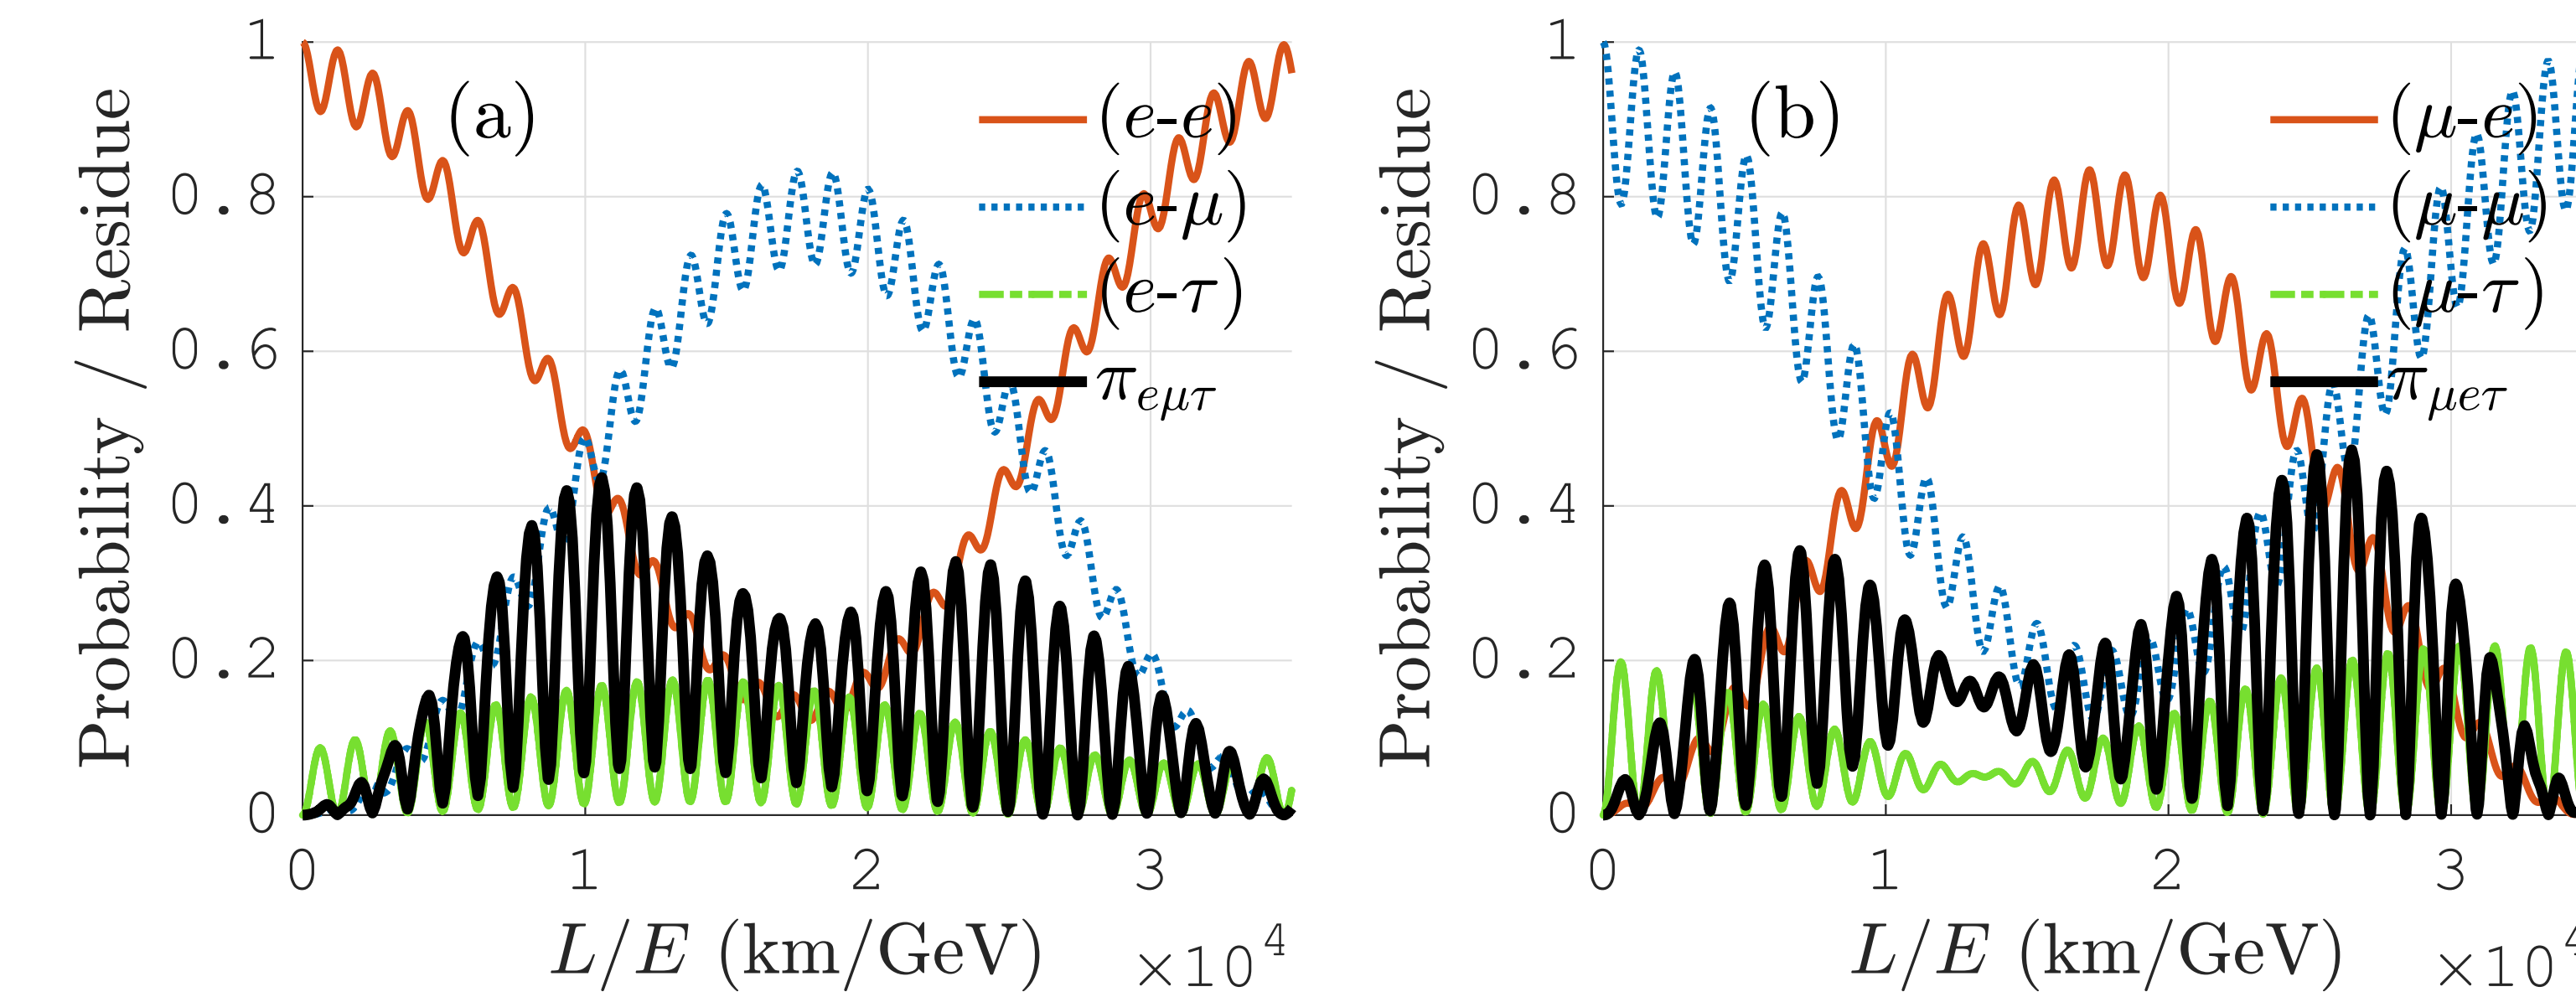 Probability / Residue
1
0.8
0.6
0.4
0.2
0
(a)
(e-e)
(e-μ)
(e-τ)
π_{eμτ}
0 1 2 3
L/E (km/GeV) ×10^4
Probability / Residue
1
0.8
0.6
0.4
0.2
0
(b)
(μ-e)
(μ-μ)
(μ-τ)
π_{μeτ}
0 1 2 3
L/E (km/GeV) ×10^4